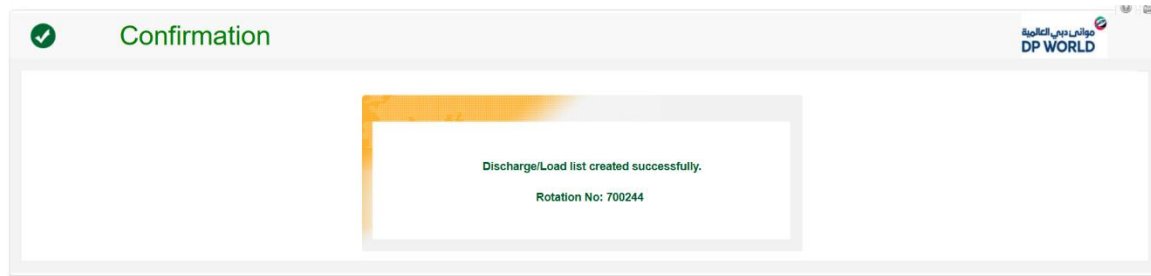 Confirmation
موانئ دبي العالمية
DP WORLD
Discharge/Load list created successfully.
Rotation No: 700244